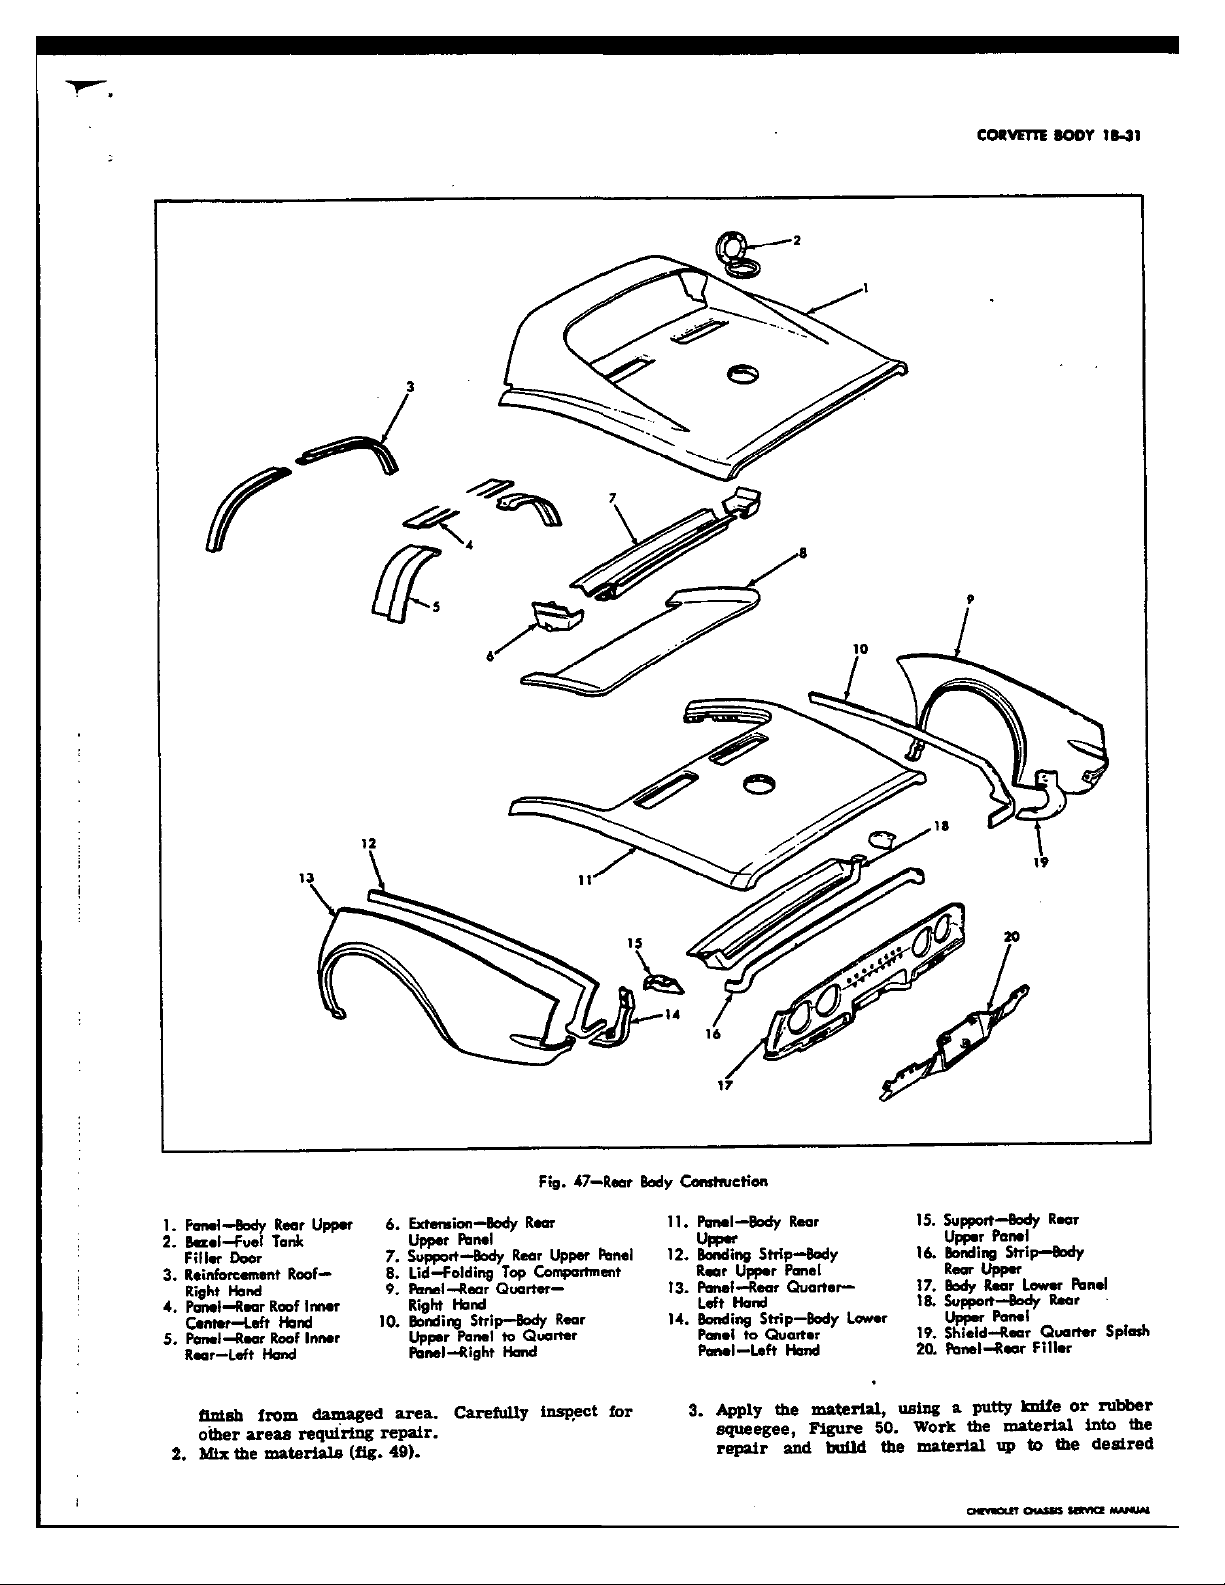 CORVETTE BODY 1B-31
2
1
3
7
4
8
5
9
6
10
18
12
19
11
13
15
20
14
16
17
Fig. 47—Rear Body Construction
1. Panel—Body Rear Upper
2. Bezel—Fuel Tank
Filler Door
3. Reinforcement Roof—
Right Hand
4. Panel—Rear Roof Inner
Center—Left Hand
5. Panel—Rear Roof Inner
Rear—Left Hand
6. Extension—Body Rear
Upper Panel
7. Support—Body Rear Upper Panel
8. Lid—Folding Top Compartment
9. Panel—Rear Quarter—
Right Hand
10. Bonding Strip—Body Rear
Upper Panel to Quarter
Panel—Right Hand
11. Panel—Body Rear
Upper
12. Bonding Strip—Body
Rear Upper Panel
13. Panel—Rear Quarter—
Left Hand
14. Bonding Strip—Body Lower
Panel to Quarter
Panel—Left Hand
15. Support—Body Rear
Upper Panel
16. Bonding Strip—Body
Rear Upper
17. Body Rear Lower Panel
18. Support—Body Rear
Upper Panel
19. Shield—Rear Quarter Splash
20. Panel—Rear Filler
finish from damaged area. Carefully inspect for
other areas requiring repair.
2. Mix the materials (fig. 49).
3. Apply the material, using a putty knife or rubber
squeegee, Figure 50. Work the material into the
repair and build the material up to the desired
CHEVROLET CHASSIS SERVICE MANUAL